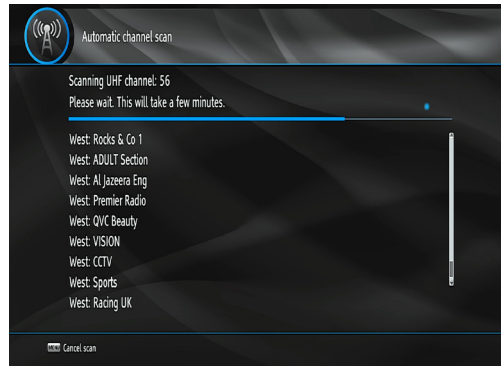 Automatic channel scan
Scanning UHF channel: 56
Please wait. This will take a few minutes.
West: Rocks & Co 1
West: ADULT Section
West: Al Jazeera Eng
West: Premier Radio
West: QVC Beauty
West: VISION
West: CCTV
West: Sports
West: Racing UK
MENU Cancel scan